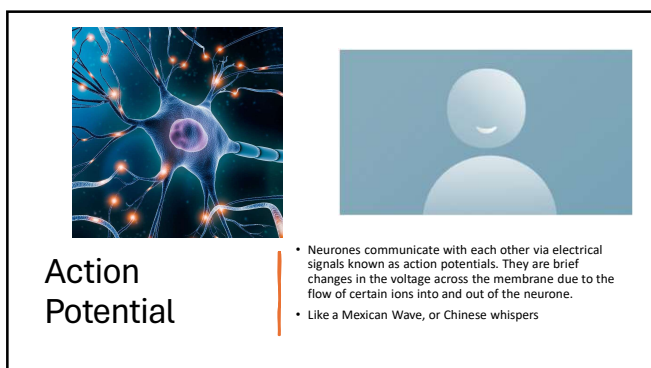 Action
Potential
• Neurones communicate with each other via electrical
signals known as action potentials. They are brief
changes in the voltage across the membrane due to the
flow of certain ions into and out of the neurone.
• Like a Mexican Wave, or Chinese whispers